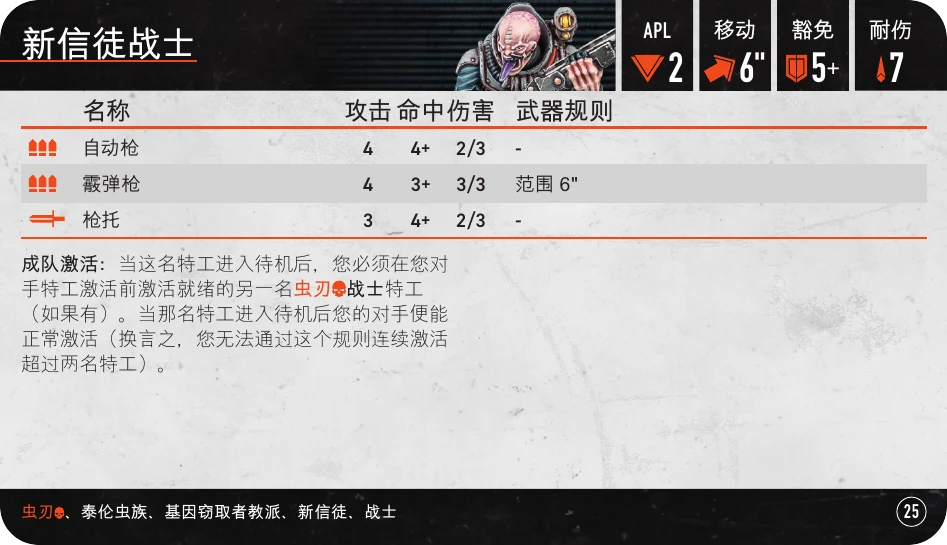 新信徒战士
APL 移动 豁免 耐伤
2 6" 5+ 7
名称 攻击 命中 伤害 武器规则
自动枪 4 4+ 2/3 -
霰弹枪 4 3+ 3/3 范围 6"
枪托 3 4+ 2/3 -
成队激活：当这名特工进入待机后，您必须在您对
手特工激活前激活就绪的另一名虫刃战士特工
（如果有）。当那名特工进入待机后您的对手便能
正常激活（换言之，您无法通过这个规则连续激活
超过两名特工）。
虫刃、泰伦虫族、基因窃取者教派、新信徒、战士
25